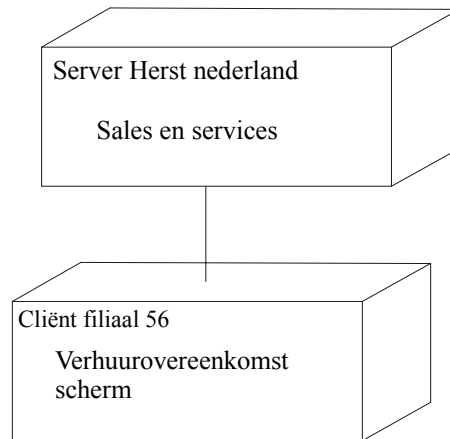 Server Herst nederland
Sales en services
Cliënt filiaal 56
Verhuurovereenkomst
scherm